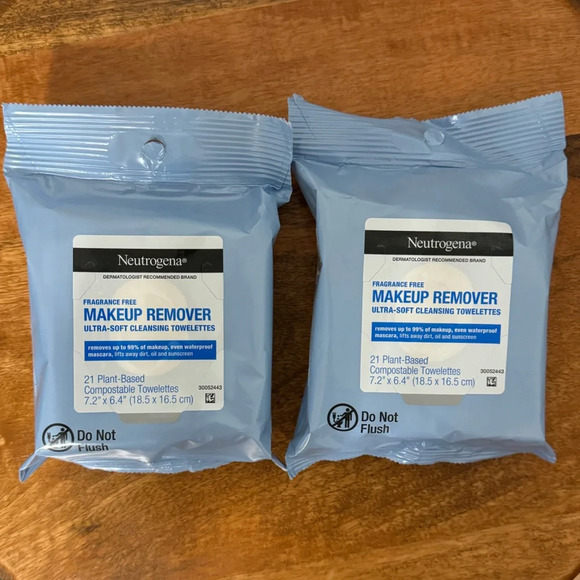 Neutrogena®
DERMATOLOGIST RECOMMENDED BRAND
FRAGRANCE FREE
MAKEUP REMOVER
ULTRA-SOFT CLEANSING TOWELETTES
removes up to 99% of makeup, even waterproof
mascara, lifts away dirt, oil and sunscreen
21 Plant-Based
Compostable Towelettes
7.2" x 6.4" (18.5 x 16.5 cm)
30052443
Do Not
Flush
Neutrogena®
DERMATOLOGIST RECOMMENDED BRAND
FRAGRANCE FREE
MAKEUP REMOVER
ULTRA-SOFT CLEANSING TOWELETTES
removes up to 99% of makeup, even waterproof
mascara, lifts away dirt, oil and sunscreen
21 Plant-Based
Compostable Towelettes
7.2" x 6.4" (18.5 x 16.5 cm)
30052443
Do Not
Flush